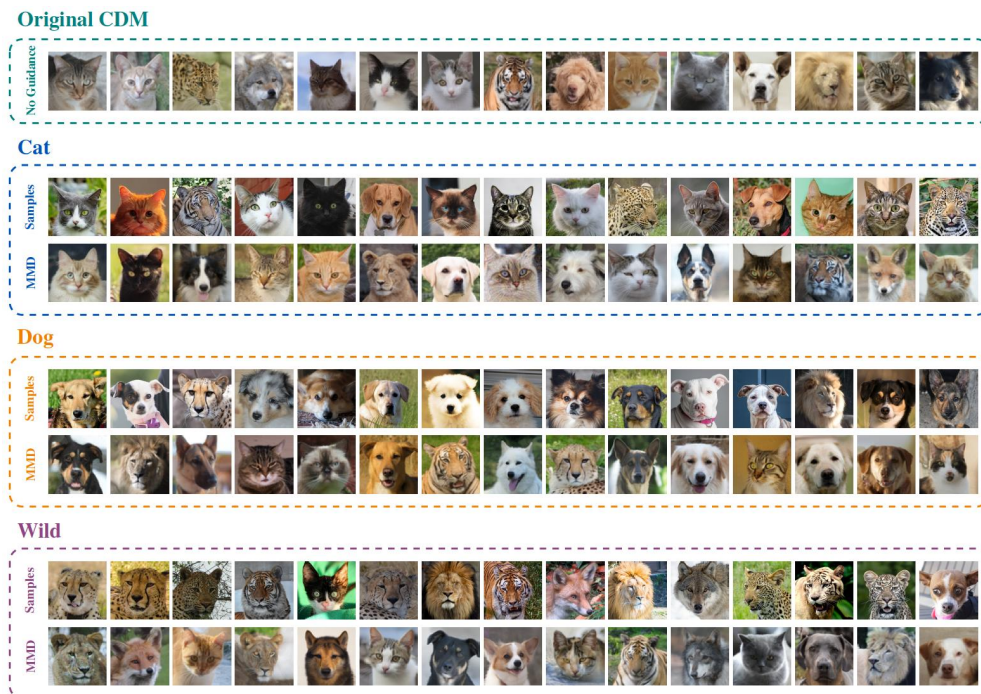 Original CDM
No Guidance
Cat
Samples
MMD
Dog
Samples
MMD
Wild
Samples
MMD